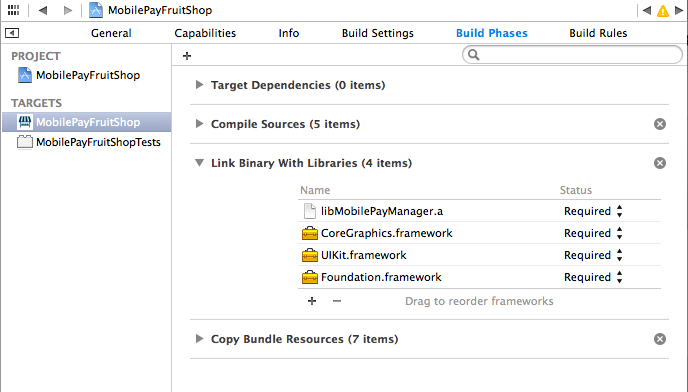 MobilePayFruitShop
General Capabilities Info Build Settings Build Phases Build Rules
PROJECT
MobilePayFruitShop
TARGETS
MobilePayFruitShop
MobilePayFruitShopTests
Target Dependencies (0 items)
Compile Sources (5 items)
Link Binary With Libraries (4 items)
Name Status
libMobilePayManager.a Required
CoreGraphics.framework Required
UIKit.framework Required
Foundation.framework Required
Drag to reorder frameworks
Copy Bundle Resources (7 items)